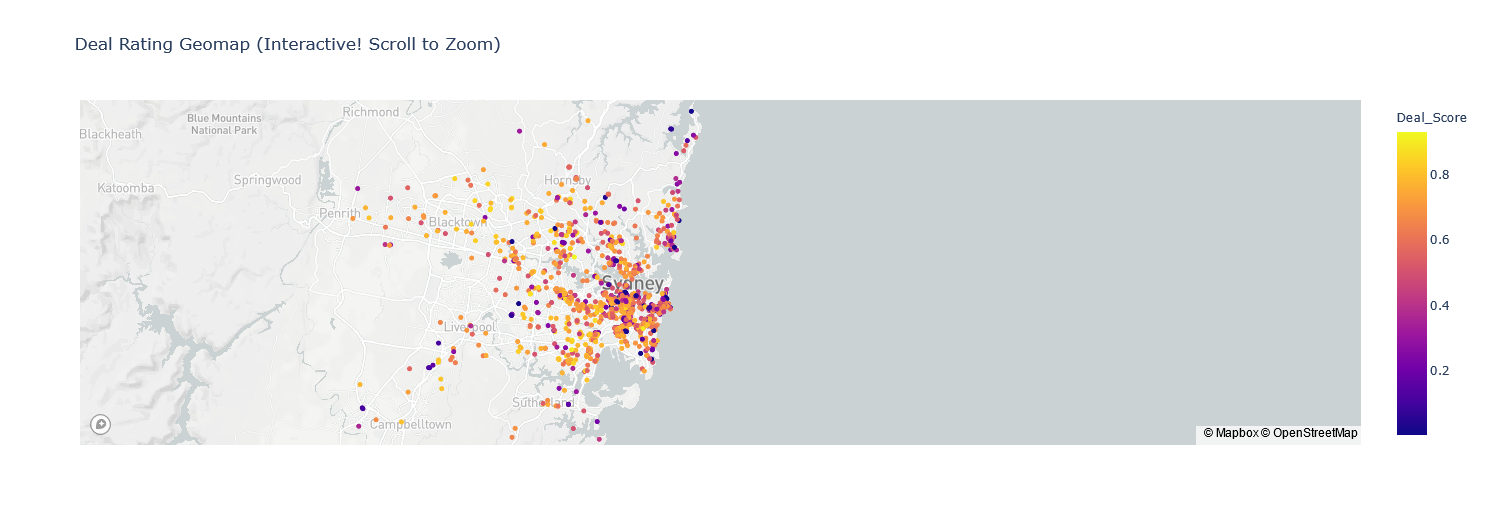 Deal Rating Geomap (Interactive! Scroll to Zoom)
Richmond
Blue Mountains
National Park
Blackheath
Springwood
Katoomba
Hornsby
Penrith
Blacktown
Sydney
Liverpool
Sutherland
Campbelltown
© Mapbox © OpenStreetMap
Deal_Score
0.8
0.6
0.4
0.2